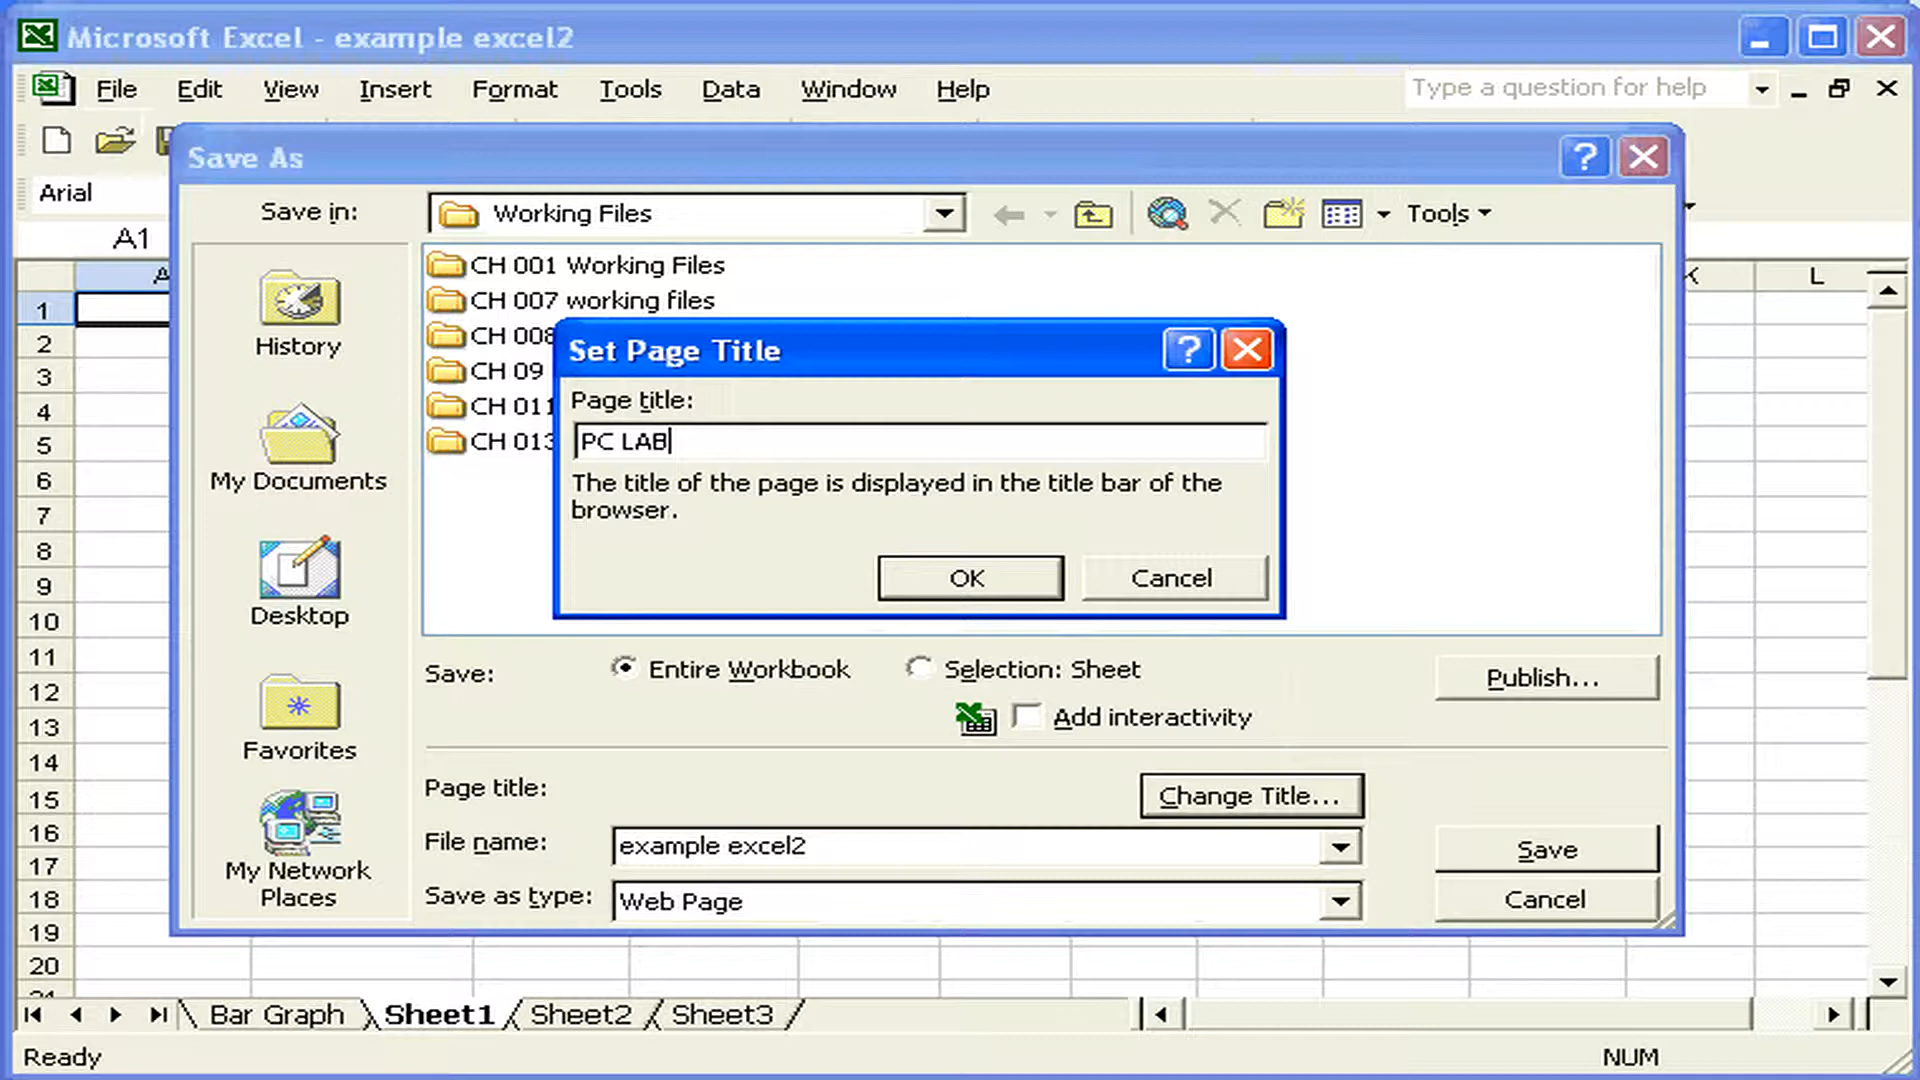 Microsoft Excel - example excel2
File Edit View Insert Format Tools Data Window Help Type a question for help
Save As
Arial
Save in: Working Files Tools
A1
CH 001 Working Files
A K L
CH 007 working files
1
History
CH 008
2
Set Page Title
CH 09
3
Page title:
CH 011
4
PC LAB
CH 013
5
My Documents
The title of the page is displayed in the title bar of the
6
browser.
7
8
OK Cancel
9
Desktop
10
11
Save: Entire Workbook Selection: Sheet Publish...
12
Add interactivity
13
Favorites
14
Page title: Change Title...
15
File name: example excel2 Save
16
My Network
17
Places
Save as type: Web Page Cancel
18
19
20
21
Bar Graph Sheet1 Sheet2 Sheet3
Ready NUM